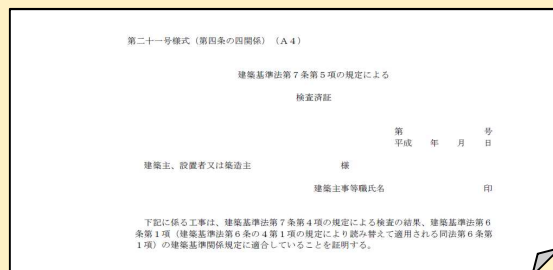 第二十一号様式（第四条の四関係）（A4）
建築基準法第7条第5項の規定による
検査済証
第　　　　　号
平成　年　月　日
建築主、設置者又は築造主　　　　様
建築主事等職氏名　　　　印
下記に係る工事は、建築基準法第7条第4項の規定による検査の結果、建築基準法第6
条第1項（建築基準法第6条の4第1項の規定により読み替えて適用される同法第6条第
1項）の建築基準関係規定に適合していることを証明する。